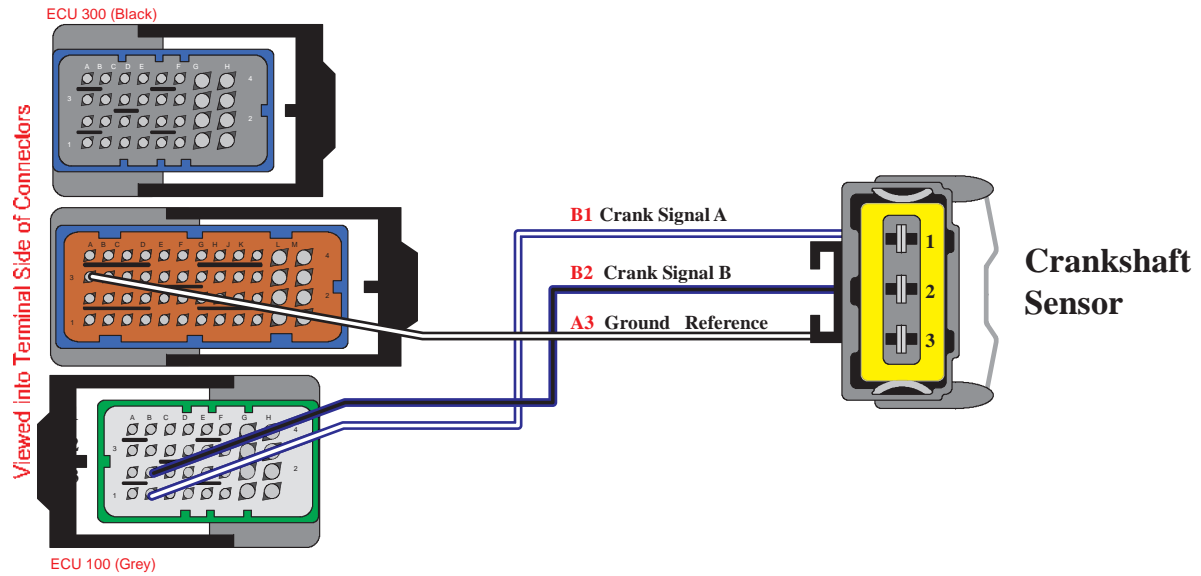 ECU 300 (Black)
A B C D E F G H
4
3
2
1
Viewed into Terminal Side of Connectors
A B C D E F G H J K L M
4
3
2
1
B1 Crank Signal A
B2 Crank Signal B
A3 Ground Reference
1
2
3
Crankshaft
Sensor
A B C D E F G H
4
3
2
1
ECU 100 (Grey)